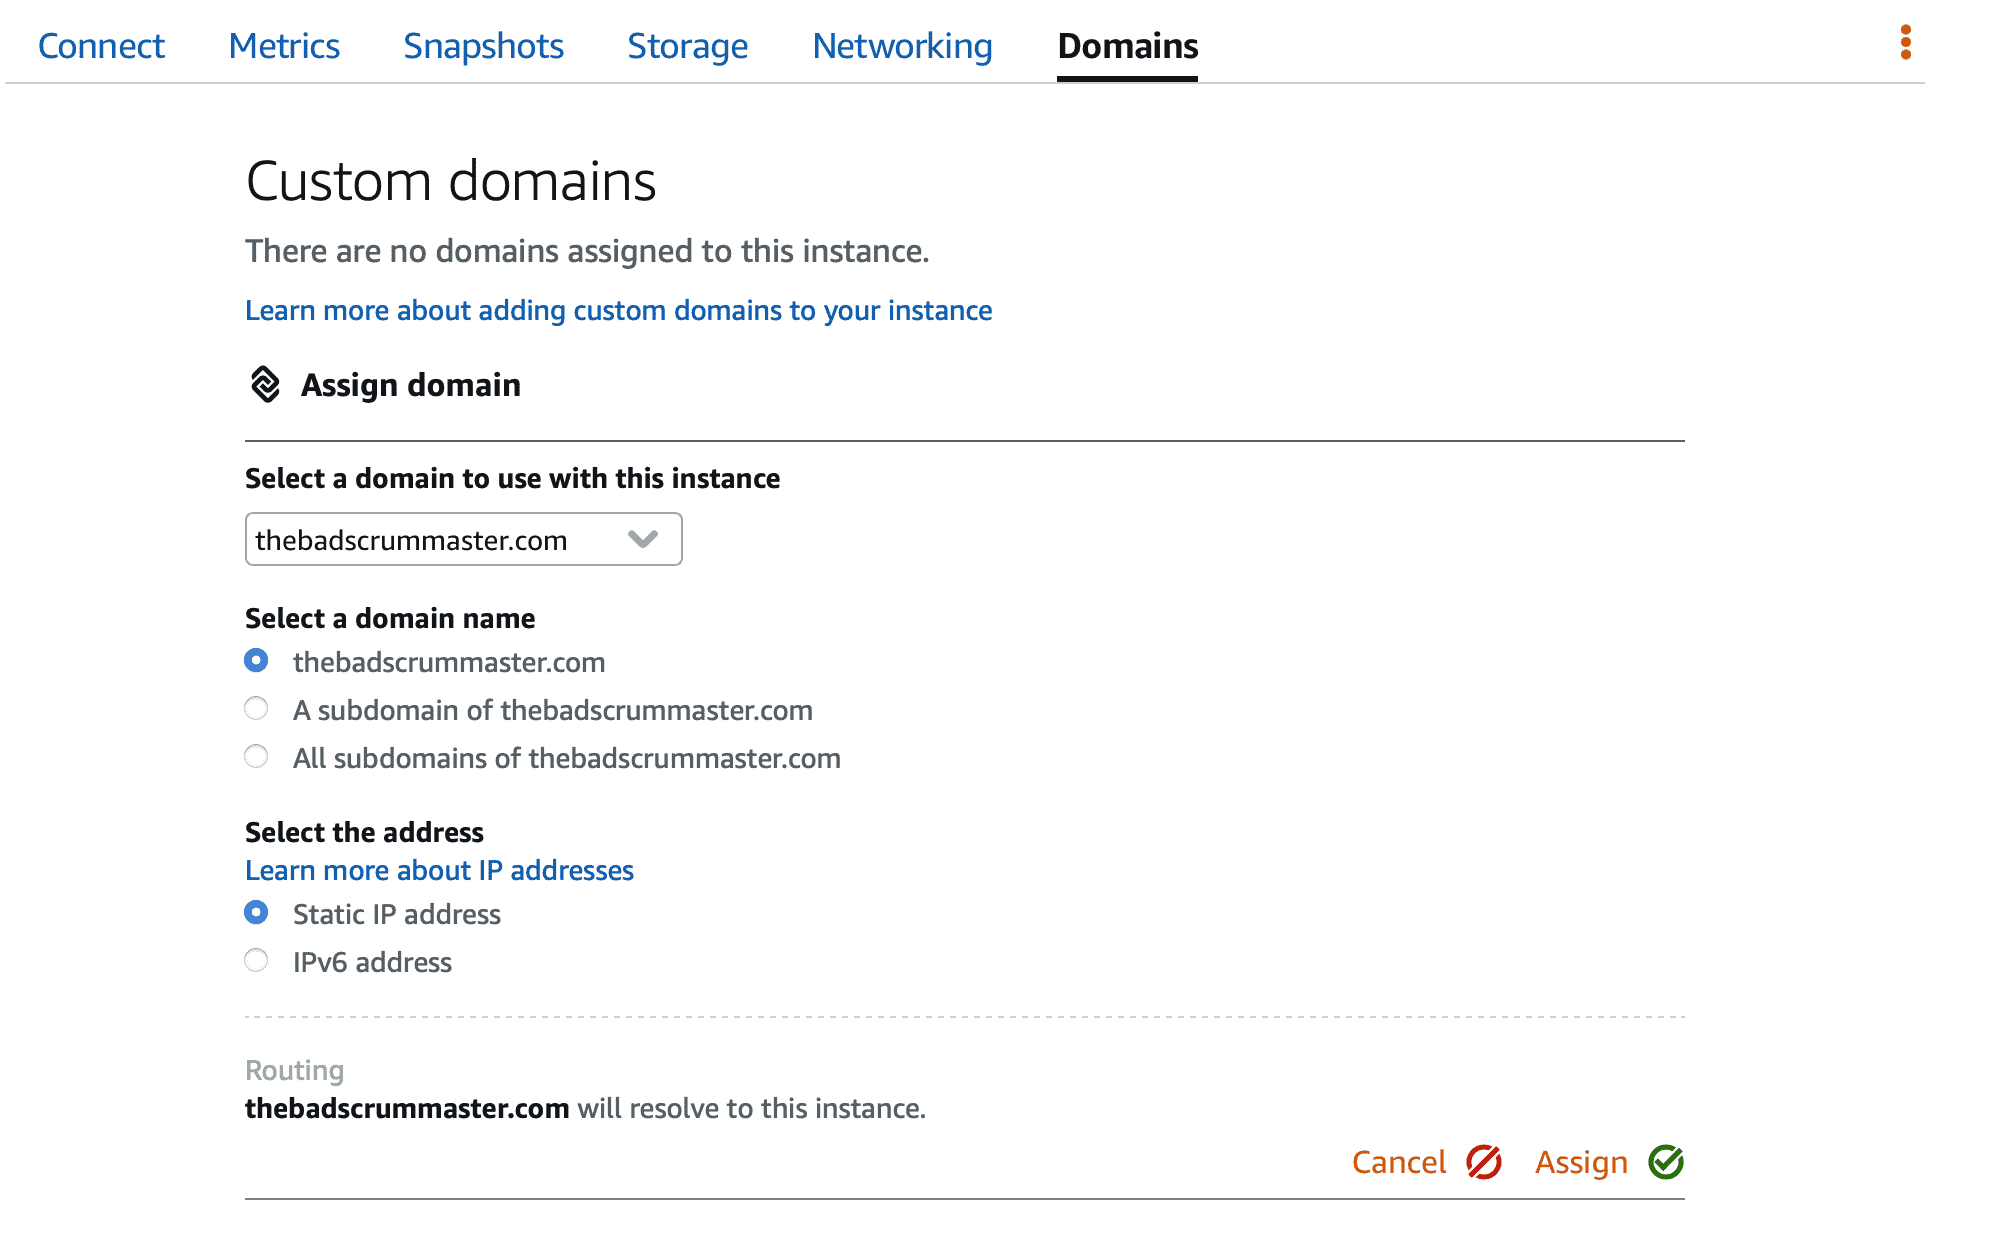 Connect Metrics Snapshots Storage Networking Domains
Custom domains
There are no domains assigned to this instance.
Learn more about adding custom domains to your instance
Assign domain
Select a domain to use with this instance
thebadscrummaster.com
Select a domain name
thebadscrummaster.com
A subdomain of thebadscrummaster.com
All subdomains of thebadscrummaster.com
Select the address
Learn more about IP addresses
Static IP address
IPv6 address
Routing
thebadscrummaster.com will resolve to this instance.
Cancel Assign